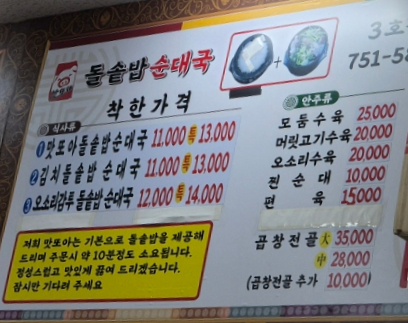 돌솥밥 순대국
3호
751-58
착한가격
식사류
① 맛또아돌솥밥순대국 11,000 특 13,000
② 김치돌솥밥 순대국 11,000 특 13,000
③ 오소리감투 돌솥밥 순대국 12,000 특 14,000
저희 맛또아는 기본으로 돌솥밥을 제공해
드리며 주문시 약 10분정도 소요됩니다.
정성스럽고 맛있게 끓여 드리겠습니다.
잠시만 기다려 주세요
안주류
모둠수육 25,000
머릿고기수육 20,000
오소리수육 20,000
찐순대 10,000
편육 15,000
곱창전골 大 35,000
中 28,000
(곱창전골 추가 10,000)